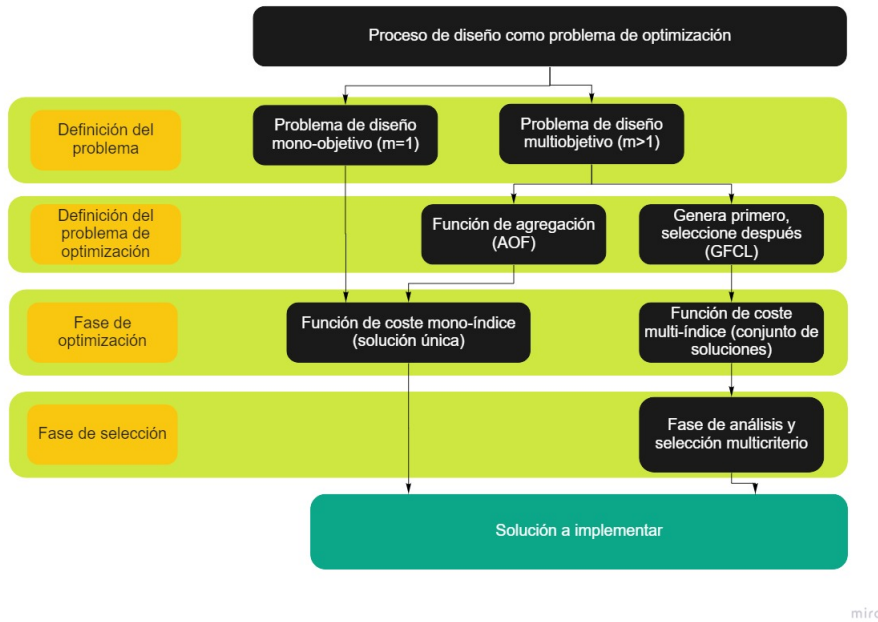 Proceso de diseño como problema de optimización
Definición del
problema
Problema de diseño
mono-objetivo (m=1)
Problema de diseño
multiobjetivo (m>1)
Definición del
problema de
optimización
Función de agregación
(AOF)
Genera primero,
seleccione después
(GFCL)
Fase de
optimización
Función de coste mono-índice
(solución única)
Función de coste
multi-índice (conjunto de
soluciones)
Fase de selección
Fase de análisis y
selección multicriterio
Solución a implementar